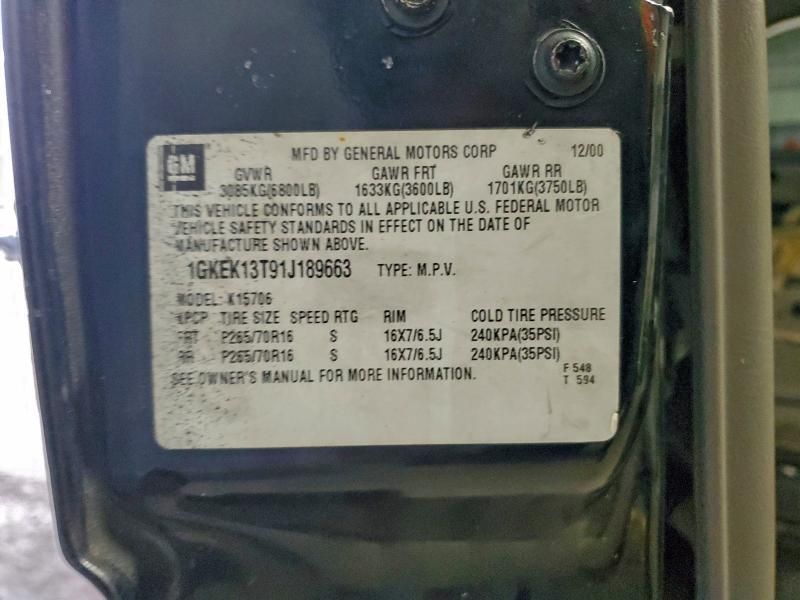 GM MFD BY GENERAL MOTORS CORP 12/00
GVWR GAWR FRT GAWR RR
3085KG(6800LB) 1633KG(3600LB) 1701KG(3750LB)
THIS VEHICLE CONFORMS TO ALL APPLICABLE U.S. FEDERAL MOTOR
VEHICLE SAFETY STANDARDS IN EFFECT ON THE DATE OF
MANUFACTURE SHOWN ABOVE.
1GKEK13T91J189663 TYPE: M.P.V.
MODEL: K15706
KPCP TIRE SIZE SPEED RTG RIM COLD TIRE PRESSURE
FRT P265/70R16 S 16X7/6.5J 240KPA(35PSI)
RR P265/70R16 S 16X7/6.5J 240KPA(35PSI)
SEE OWNER'S MANUAL FOR MORE INFORMATION. F 548
T 594